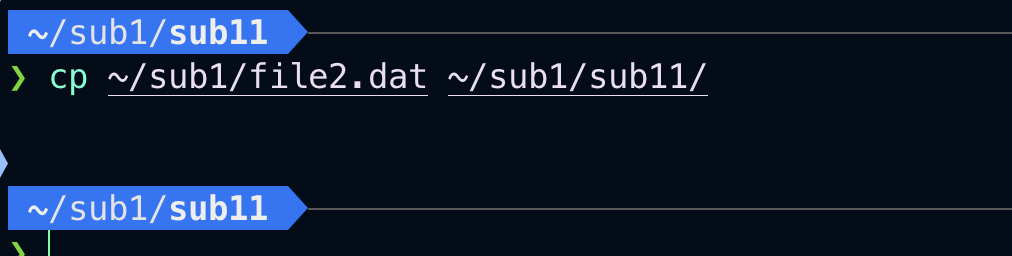 ~/sub1/sub11
❯ cp ~/sub1/file2.dat ~/sub1/sub11/
~/sub1/sub11
❯